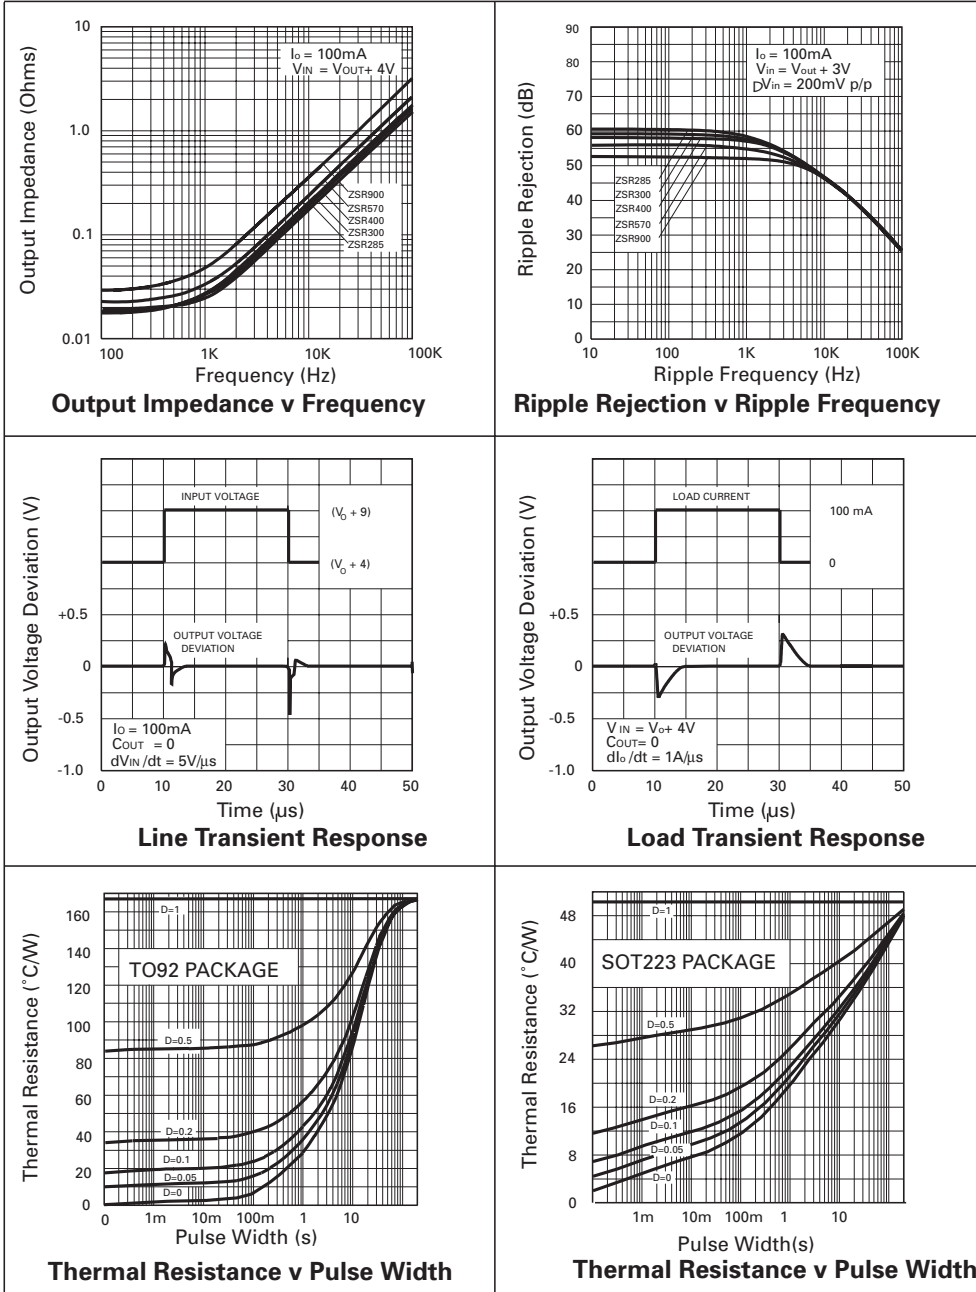 Output Impedance (Ohms)
10
1.0
0.1
0.01
Io = 100mA
VIN = VOUT+ 4V
ZSR900
ZSR570
ZSR400
ZSR300
ZSR285
100 1K 10K 100K
Frequency (Hz)
Output Impedance v Frequency
Ripple Rejection (dB)
90
80
70
60
50
40
30
20
10
0
Io = 100mA
Vin = Vout + 3V
DVin = 200mV p/p
ZSR285
ZSR300
ZSR400
ZSR570
ZSR900
10 100 1K 10K 100K
Ripple Frequency (Hz)
Ripple Rejection v Ripple Frequency
Output Voltage Deviation (V)
INPUT VOLTAGE
(VO + 9)
(VO + 4)
+0.5
0
-0.5
-1.0
OUTPUT VOLTAGE
DEVIATION
IO = 100mA
COUT = 0
dVIN /dt = 5V/µs
0 10 20 30 40 50
Time (µs)
Line Transient Response
Output Voltage Deviation (V)
LOAD CURRENT
100 mA
0
+0.5
0
-0.5
-1.0
OUTPUT VOLTAGE
DEVIATION
VIN = Vo+ 4V
COUT= 0
dIo /dt = 1A/µs
0 10 20 30 40 50
Time (µs)
Load Transient Response
Thermal Resistance (°C/W)
160
140
120
100
80
60
40
20
0
D=1
TO92 PACKAGE
D=0.5
D=0.2
D=0.1
D=0.05
D=0
0 1m 10m 100m 1 10
Pulse Width (s)
Thermal Resistance v Pulse Width
Thermal Resistance (°C/W)
48
40
32
24
16
8
0
D=1
SOT223 PACKAGE
D=0.5
D=0.2
D=0.1
D=0.05
D=0
1m 10m 100m 1 10
Pulse Width(s)
Thermal Resistance v Pulse Width